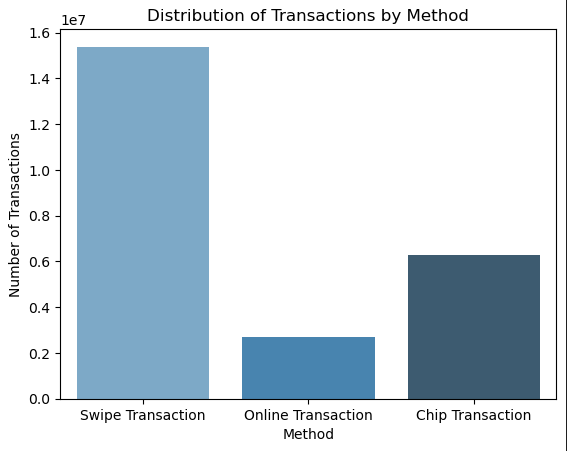 Distribution of Transactions by Method
1e7
1.6
1.4
1.2
1.0
0.8
0.6
0.4
0.2
0.0
Number of Transactions
Swipe Transaction Online Transaction Chip Transaction
Method